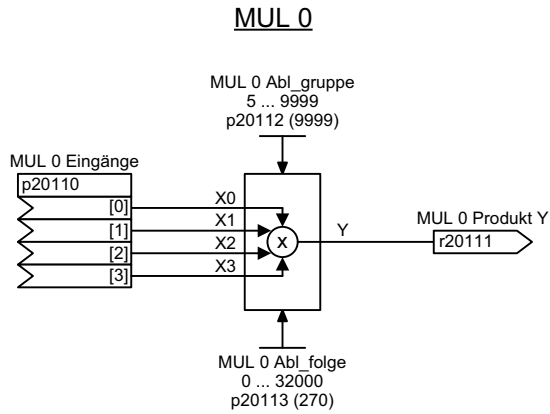 MUL 0
MUL 0 Abl_gruppe
5 ... 9999
p20112 (9999)
MUL 0 Eingänge
p20110
[0]
[1]
[2]
[3]
X0
X1
X2
X3
X
Y
MUL 0 Produkt Y
r20111
MUL 0 Abl_folge
0 ... 32000
p20113 (270)